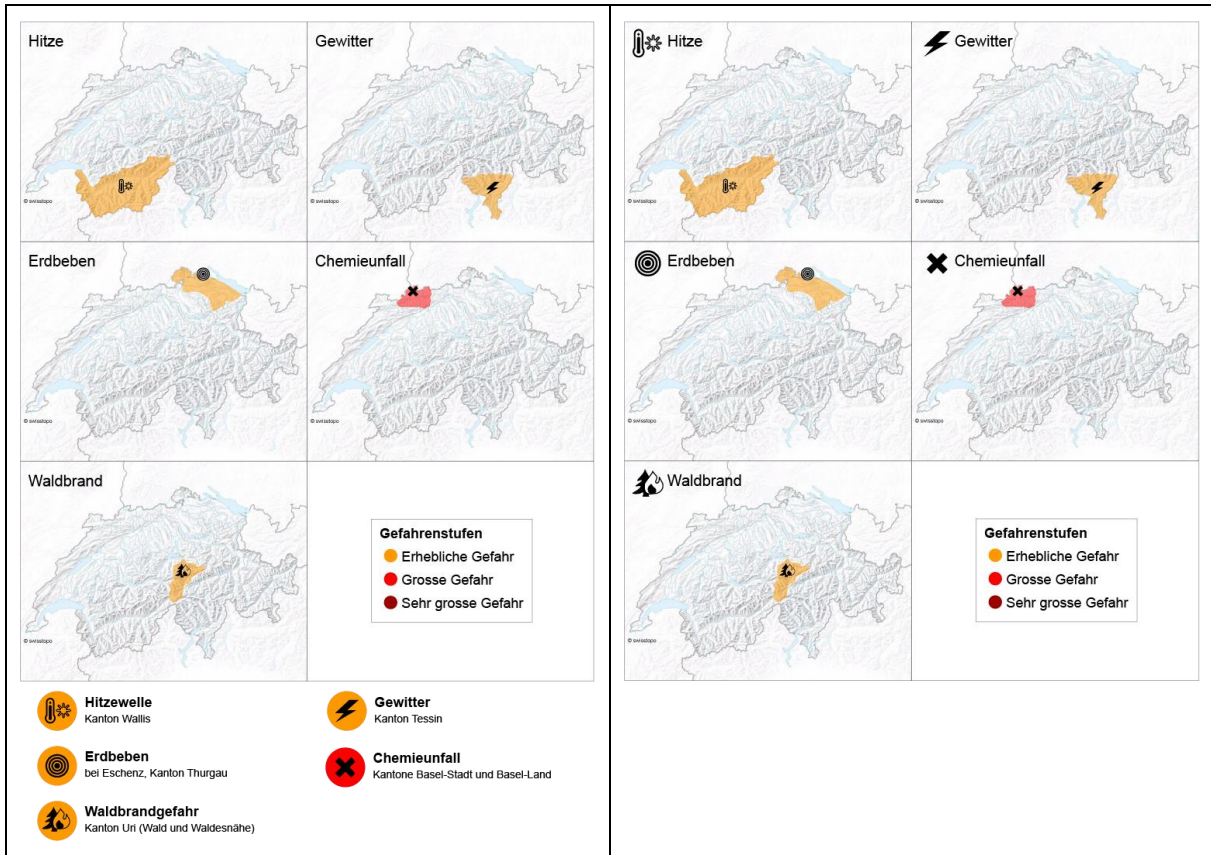 Hitze
Gewitter
© swisstopo
© swisstopo
Erdbeben
Chemieunfall
© swisstopo
© swisstopo
Waldbrand
© swisstopo
Gefahrenstufen
Erhebliche Gefahr
Grosse Gefahr
Sehr grosse Gefahr
Hitzewelle
Kanton Wallis
Gewitter
Kanton Tessin
Erdbeben
bei Eschenz, Kanton Thurgau
Chemieunfall
Kantone Basel-Stadt und Basel-Land
Waldbrandgefahr
Kanton Uri (Wald und Waldesnähe)
Hitze
Gewitter
© swisstopo
© swisstopo
Erdbeben
Chemieunfall
© swisstopo
© swisstopo
Waldbrand
© swisstopo
Gefahrenstufen
Erhebliche Gefahr
Grosse Gefahr
Sehr grosse Gefahr